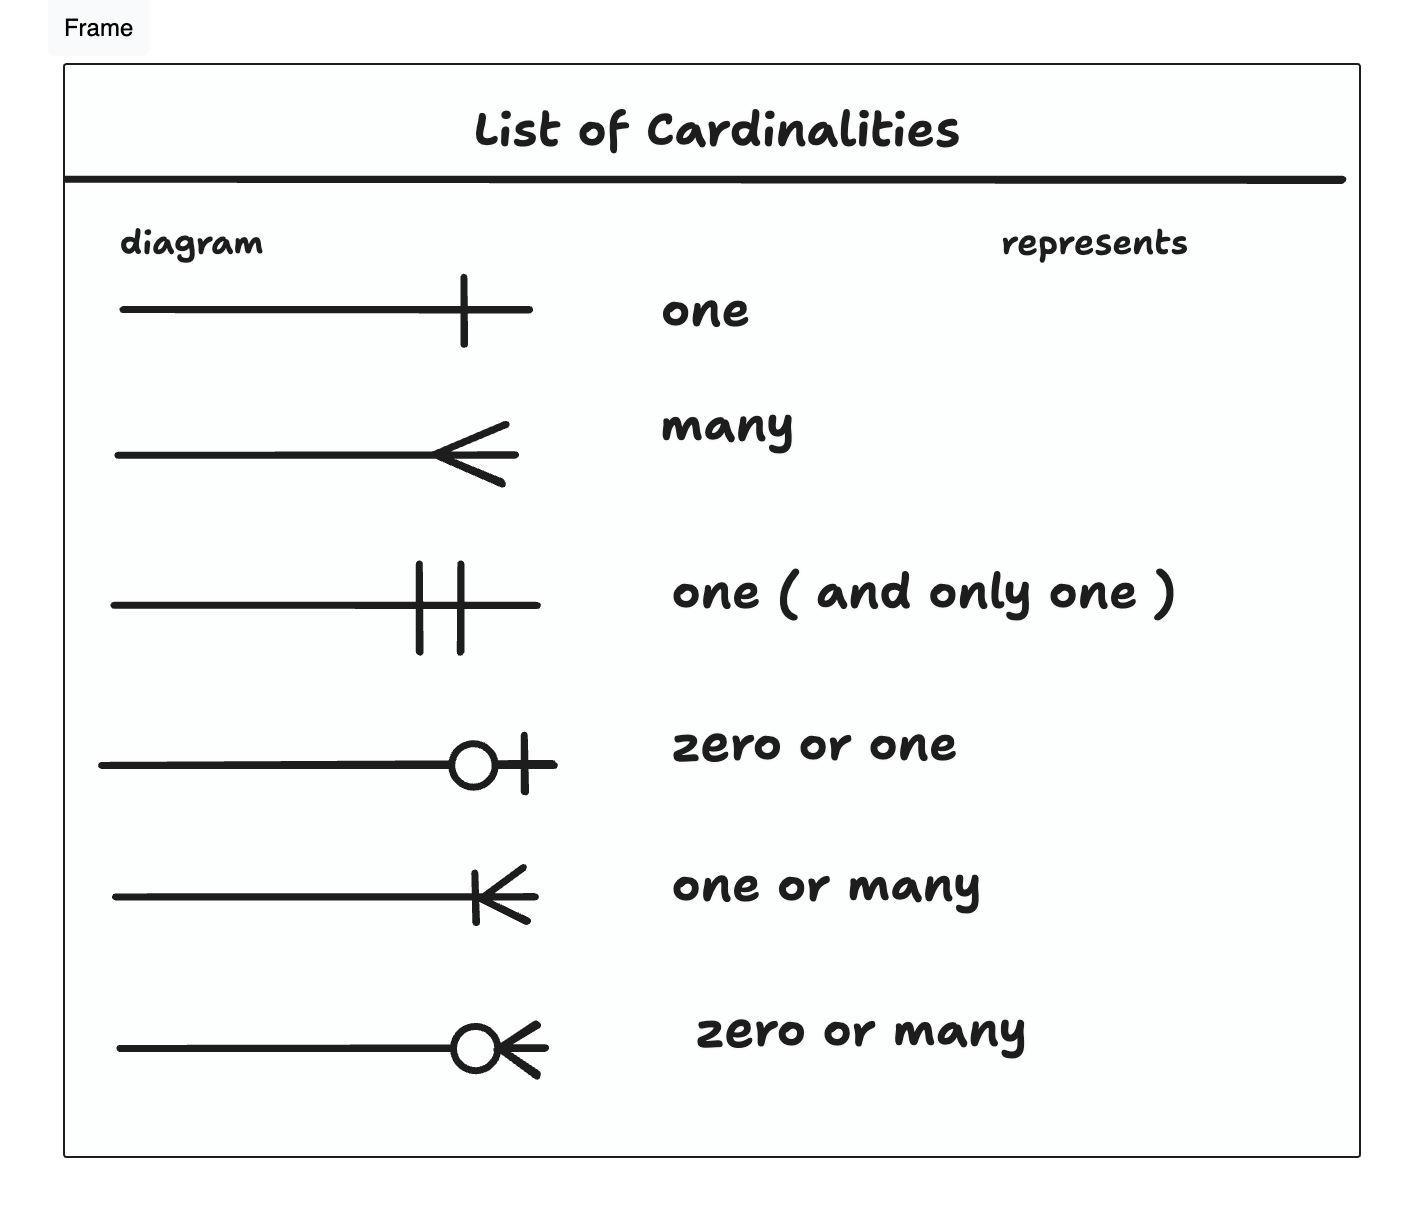 Frame
List of Cardinalities
diagram represents
one
many
one ( and only one )
zero or one
one or many
zero or many